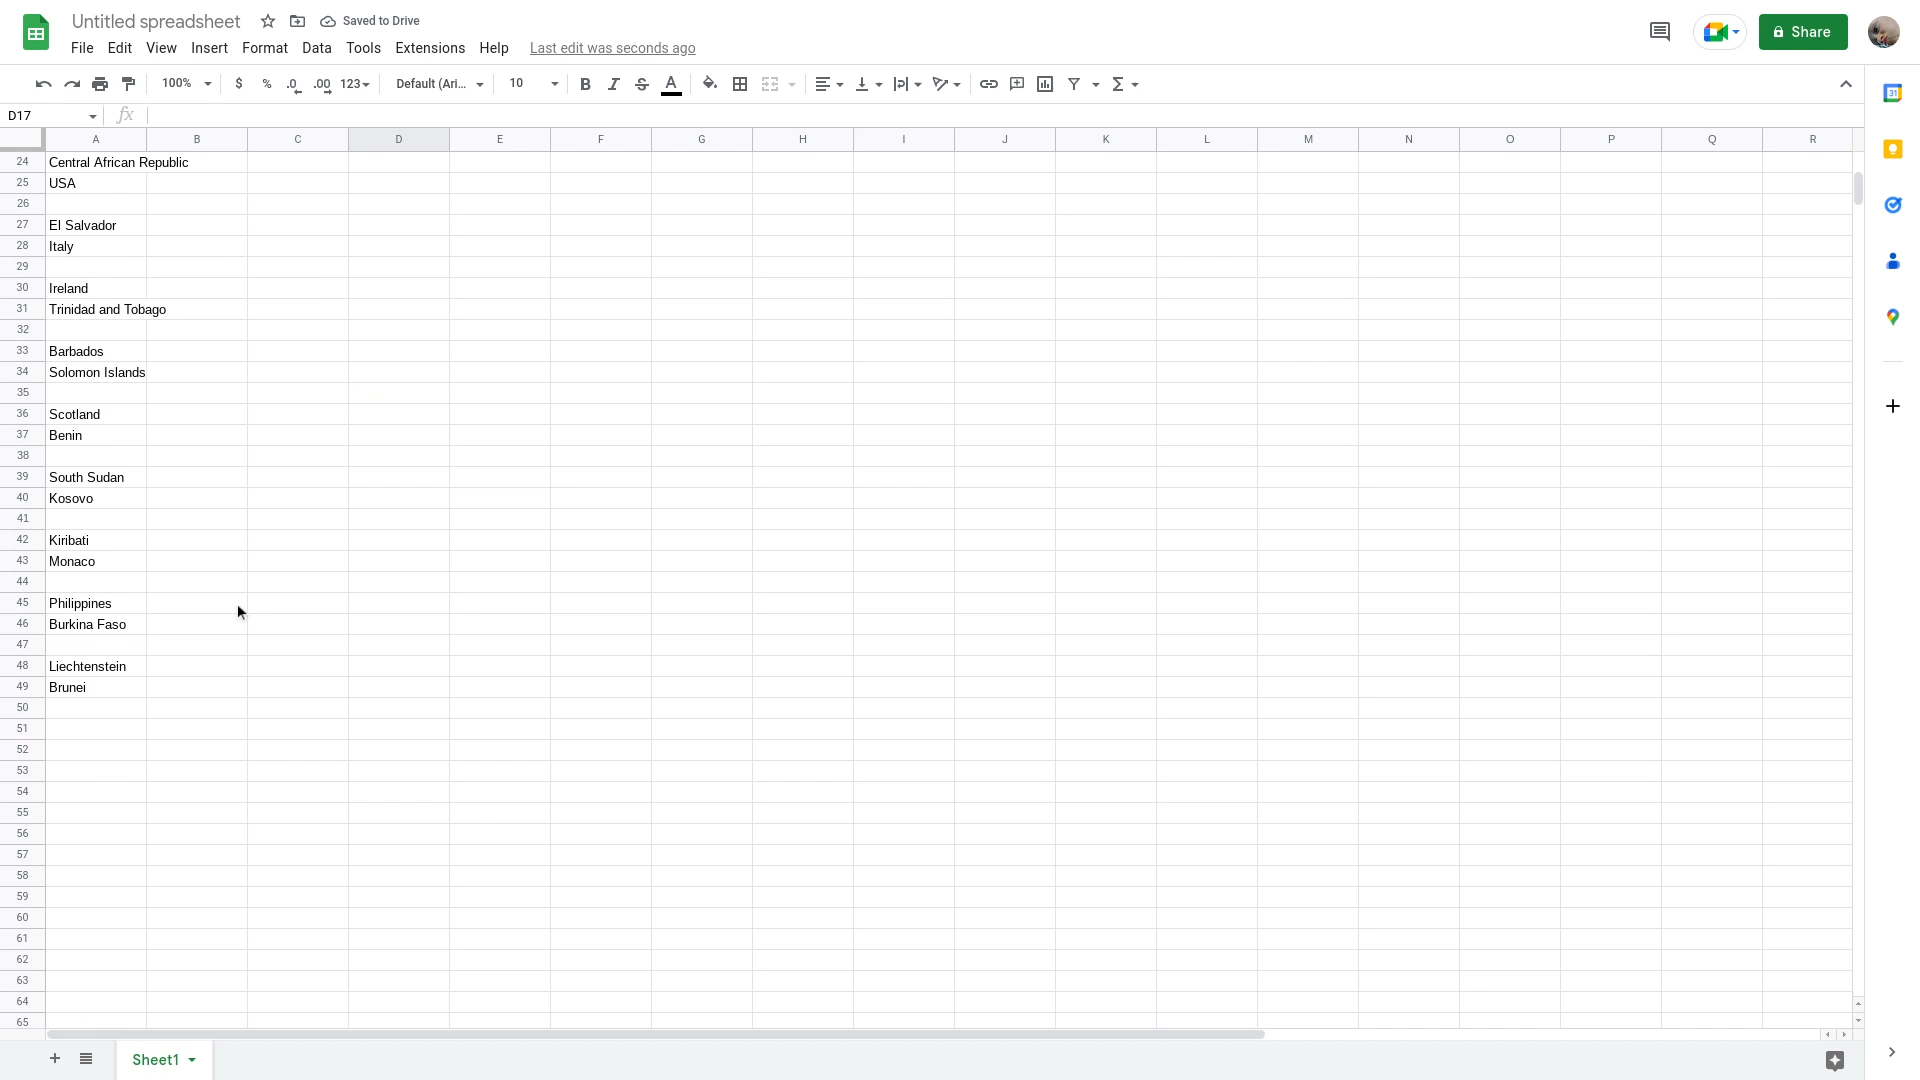 Untitled spreadsheet Saved to Drive
File Edit View Insert Format Data Tools Extensions Help Last edit was seconds ago
Share
100% $ % .0 .00 123 Default (Ari... 10 B I S A Σ
31
D17 fx
A B C D E F G H I J K L M N O P Q R
24 Central African Republic
25 USA
26
27 El Salvador
28 Italy
29
30 Ireland
31 Trinidad and Tobago
32
33 Barbados
34 Solomon Islands
35
36 Scotland
37 Benin
38
39 South Sudan
40 Kosovo
41
42 Kiribati
43 Monaco
44
45 Philippines
46 Burkina Faso
47
48 Liechtenstein
49 Brunei
50
51
52
53
54
55
56
57
58
59
60
61
62
63
64
65
Sheet1